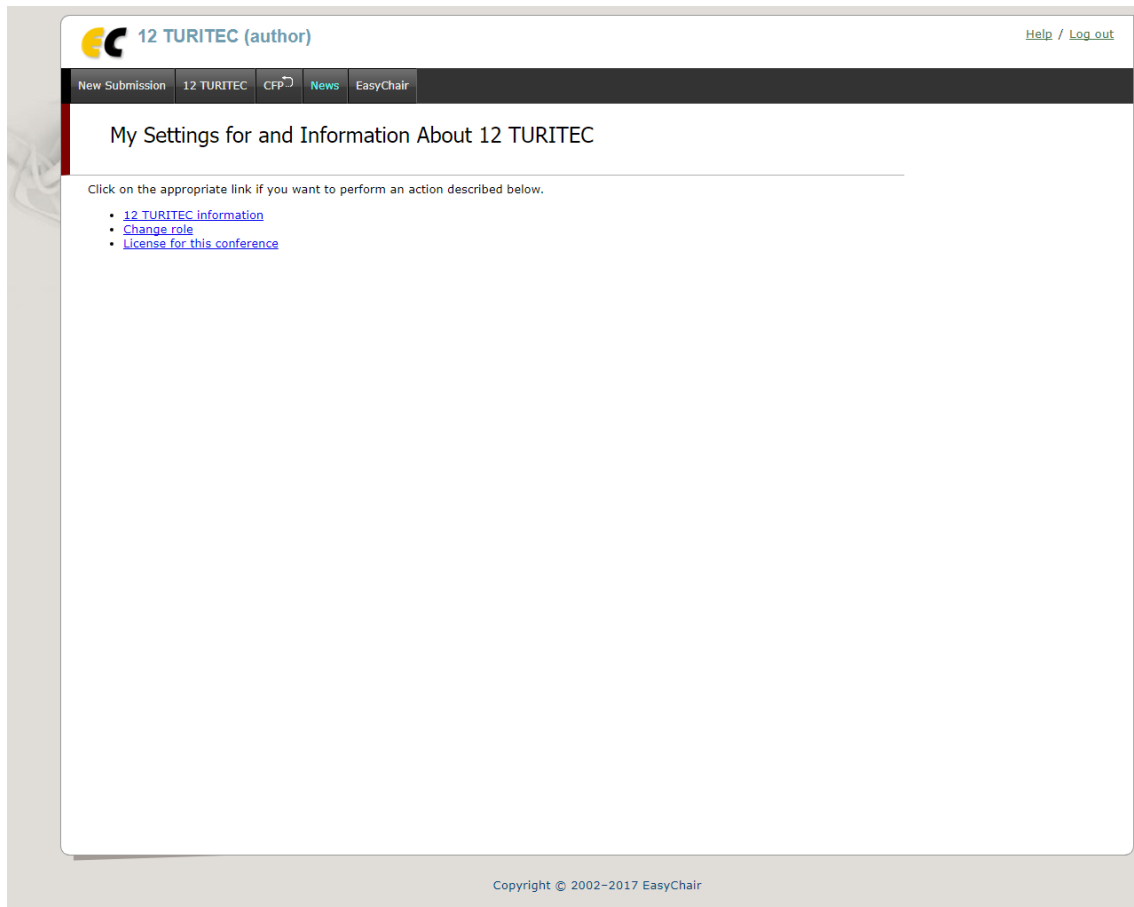 EC 12 TURITEC (author)
Help / Log out
New Submission 12 TURITEC CFP News EasyChair
My Settings for and Information About 12 TURITEC
Click on the appropriate link if you want to perform an action described below.
• 12 TURITEC information
• Change role
• License for this conference
Copyright © 2002–2017 EasyChair